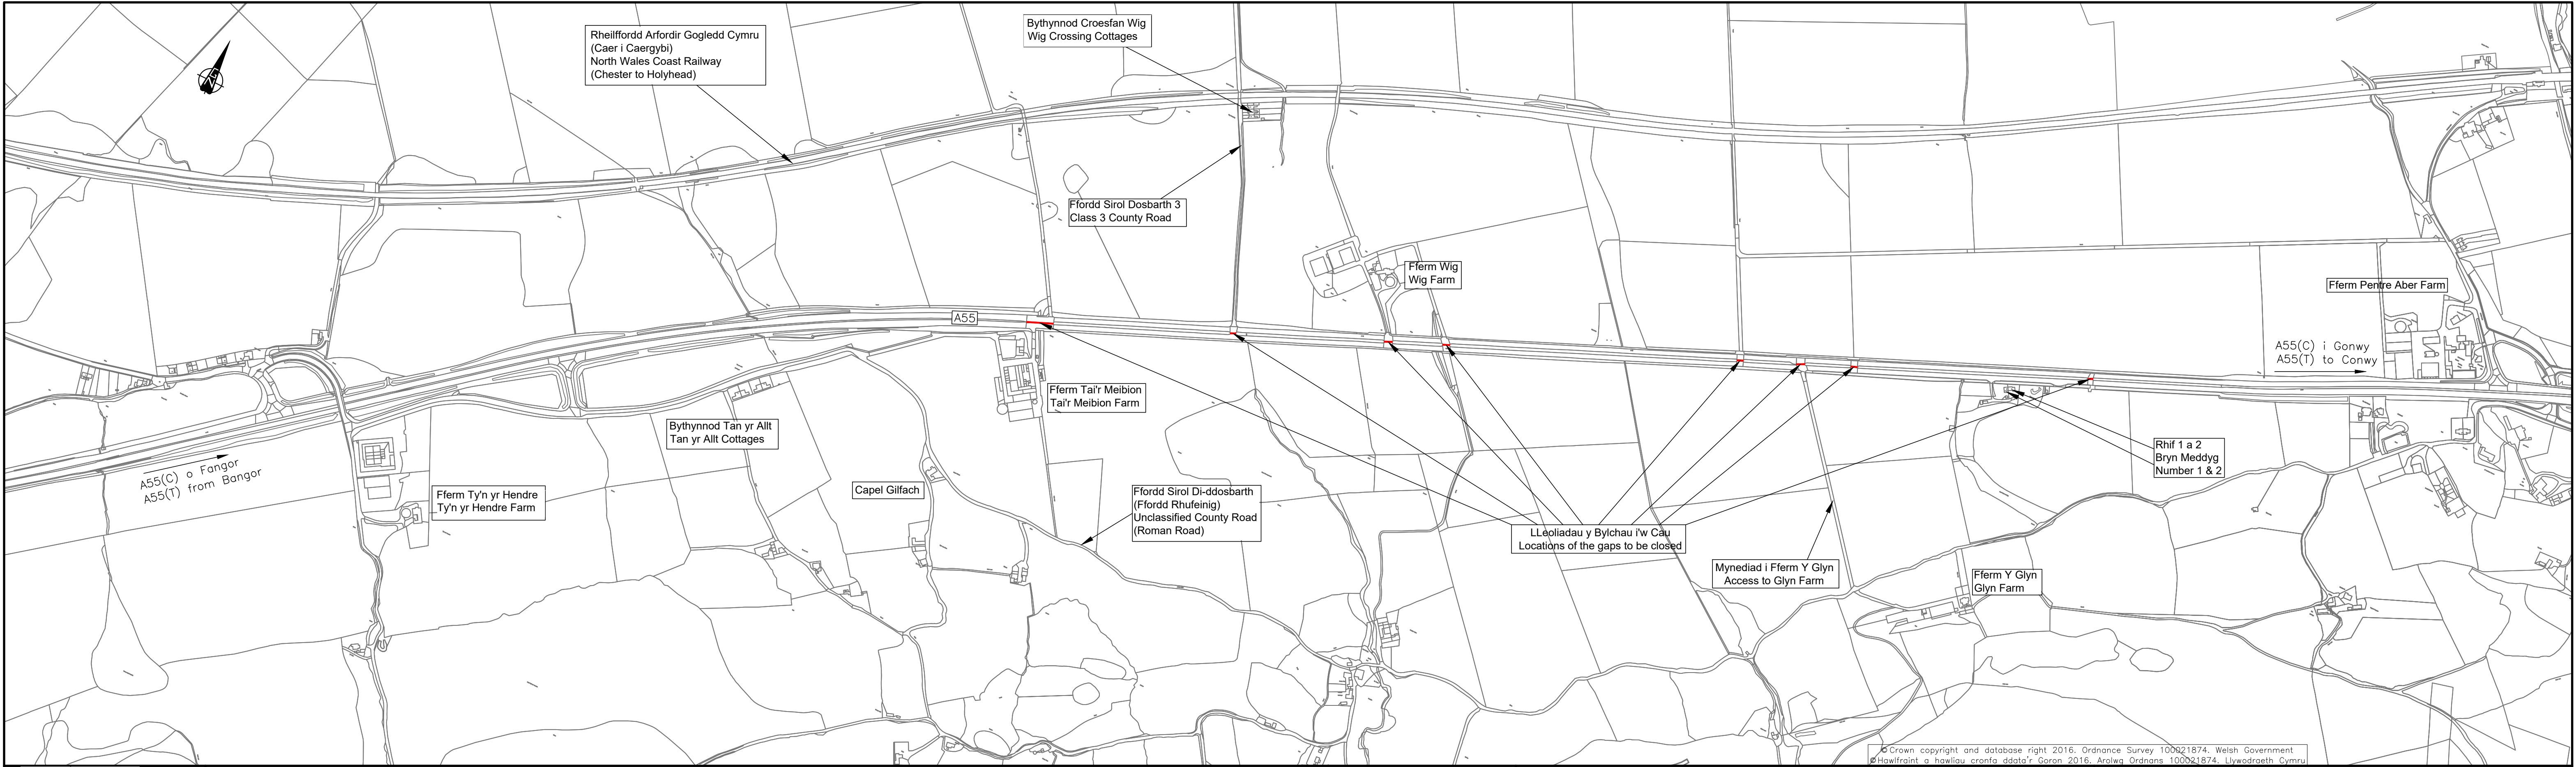 Rheilffordd Arfordir Gogledd Cymru
(Caer i Caergybi)
North Wales Coast Railway
(Chester to Holyhead)
Bythynnod Croesfan Wig
Wig Crossing Cottages
Ffordd Sirol Dosbarth 3
Class 3 County Road
Fferm Wig
Wig Farm
Fferm Pentre Aber Farm
A55
A55(C) i Gonwy
A55(T) to Conwy
Fferm Tai'r Meibion
Tai'r Meibion Farm
Bythynnod Tan yr Allt
Tan yr Allt Cottages
A55(C) o Fangor
A55(T) from Bangor
Fferm Ty'n yr Hendre
Ty'n yr Hendre Farm
Capel Gilfach
Ffordd Sirol Di-ddosbarth
(Ffordd Rhufeinig)
Unclassified County Road
(Roman Road)
LLeoliadau y Bylchau i'w Cau
Locations of the gaps to be closed
Rhif 1 a 2
Bryn Meddyg
Number 1 & 2
Mynediad i Fferm Y Glyn
Access to Glyn Farm
Fferm Y Glyn
Glyn Farm
© Crown copyright and database right 2016. Ordnance Survey 100021874. Welsh Government
© Hawlfraint a hawliau cronfa ddata'r Goron 2016. Arolwg Ordnans 100021874. Llywodraeth Cymru